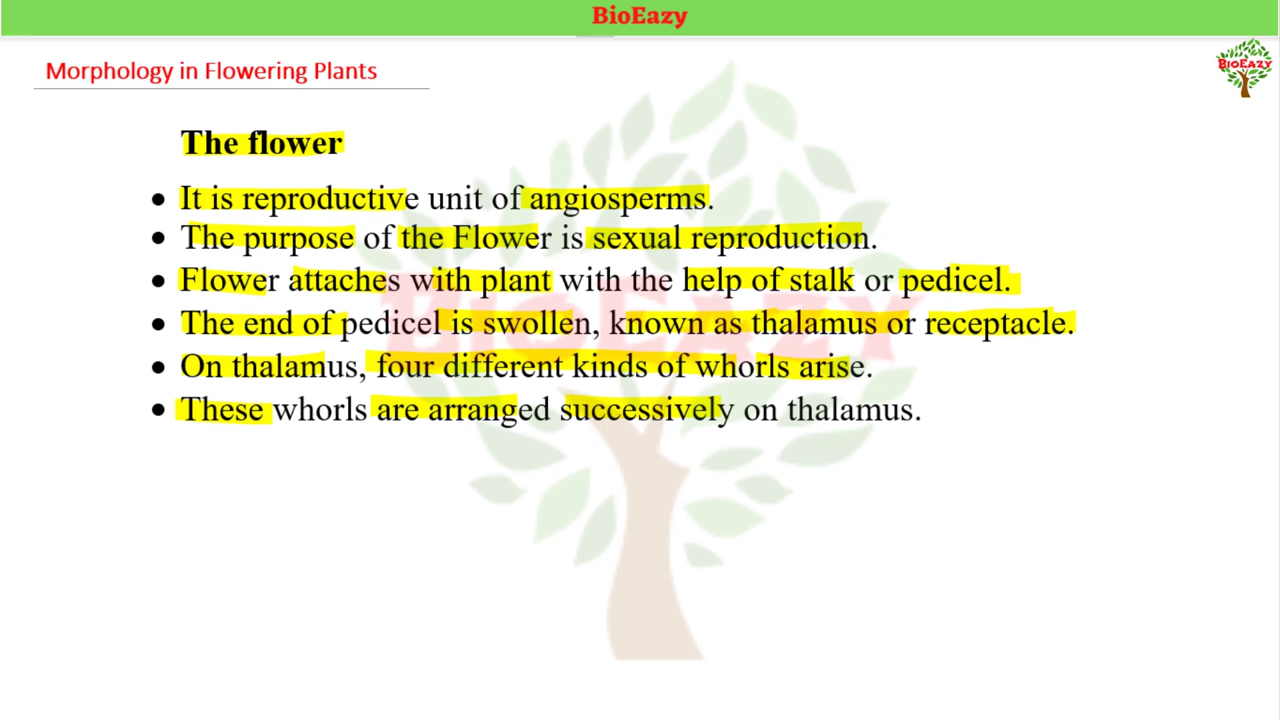 BioEazy
BioEazy
Morphology in Flowering Plants
The flower
• It is reproductive unit of angiosperms.
• The purpose of the Flower is sexual reproduction.
• Flower attaches with plant with the help of stalk or pedicel.
• The end of pedicel is swollen, known as thalamus or receptacle.
• On thalamus, four different kinds of whorls arise.
• These whorls are arranged successively on thalamus.
BioEazy